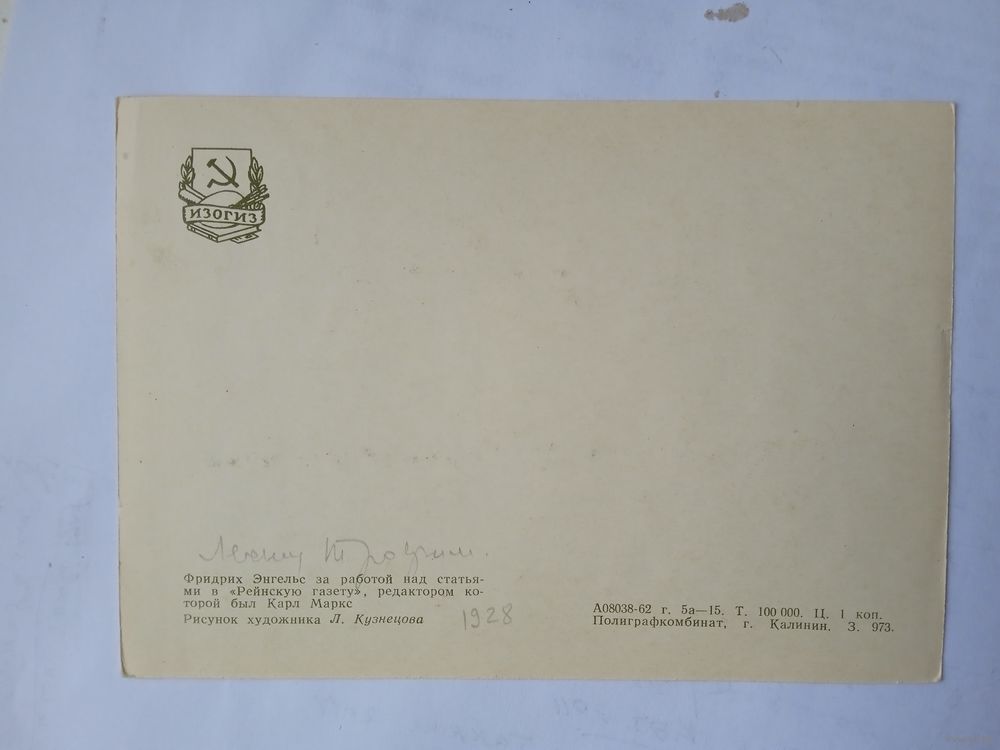 ИЗОГИЗ
Фридрих Энгельс за работой над статья-
ми в «Рейнскую газету», редактором ко-
торой был Карл Маркс
Рисунок художника Л. Кузнецова
1928
А08038-62 г. 5а—15. Т. 100 000. Ц. 1 коп.
Полиграфкомбинат, г. Калинин. З. 973.